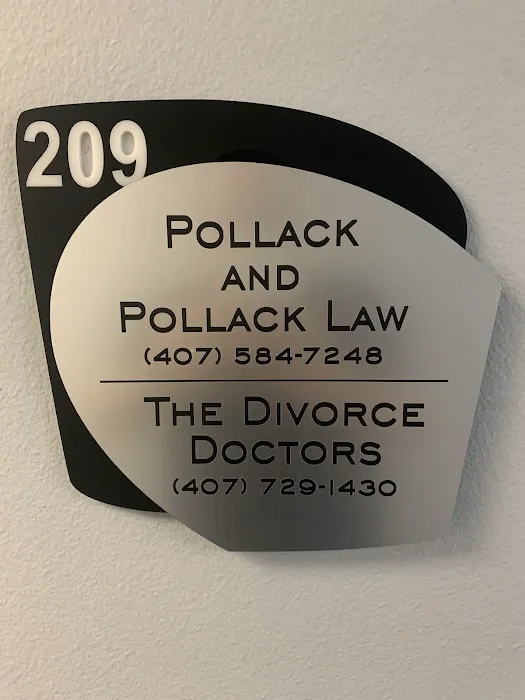 209
POLLACK
AND
POLLACK LAW
(407) 584-7248
THE DIVORCE
DOCTORS
(407) 729-1430